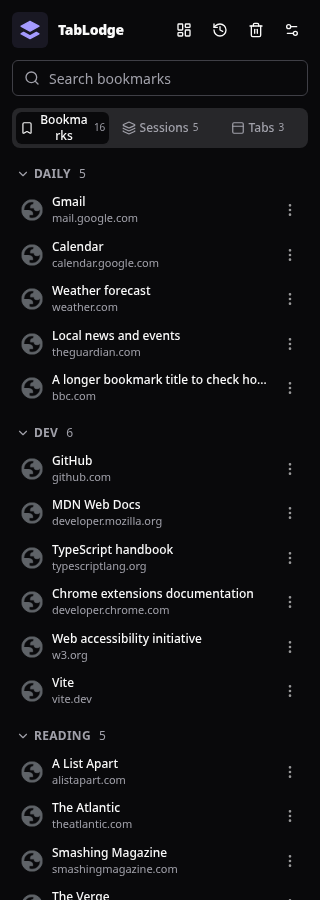 TabLodge
Search bookmarks
Bookma
rks 16
Sessions 5
Tabs 3
DAILY 5
Gmail
mail.google.com
Calendar
calendar.google.com
Weather forecast
weather.com
Local news and events
theguardian.com
A longer bookmark title to check ho...
bbc.com
DEV 6
GitHub
github.com
MDN Web Docs
developer.mozilla.org
TypeScript handbook
typescriptlang.org
Chrome extensions documentation
developer.chrome.com
Web accessibility initiative
w3.org
Vite
vite.dev
READING 5
A List Apart
alistapart.com
The Atlantic
theatlantic.com
Smashing Magazine
smashingmagazine.com
The Verge